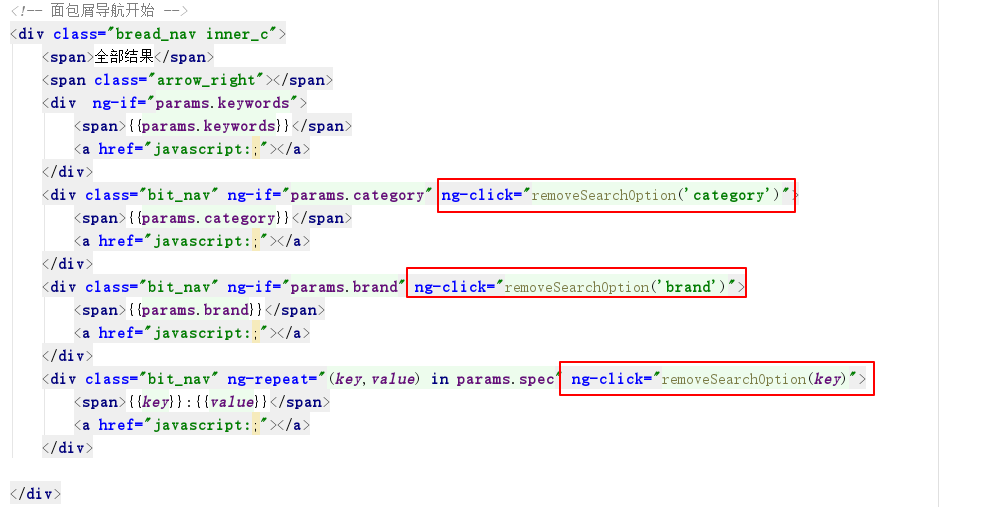 <!-- 面包屑导航开始 -->
<div class="bread_nav inner_c">
    <span>全部结果</span>
    <span class="arrow_right"></span>
    <div  ng-if="params.keywords">
        <span>{{params.keywords}}</span>
        <a href="javascript:;"></a>
    </div>
    <div class="bit_nav" ng-if="params.category" ng-click="removeSearchOption('category')">
        <span>{{params.category}}</span>
        <a href="javascript:;"></a>
    </div>
    <div class="bit_nav" ng-if="params.brand" ng-click="removeSearchOption('brand')">
        <span>{{params.brand}}</span>
        <a href="javascript:;"></a>
    </div>
    <div class="bit_nav" ng-repeat="(key,value) in params.spec" ng-click="removeSearchOption(key)">
        <span>{{key}}:{{value}}</span>
        <a href="javascript:;"></a>
    </div>
</div>